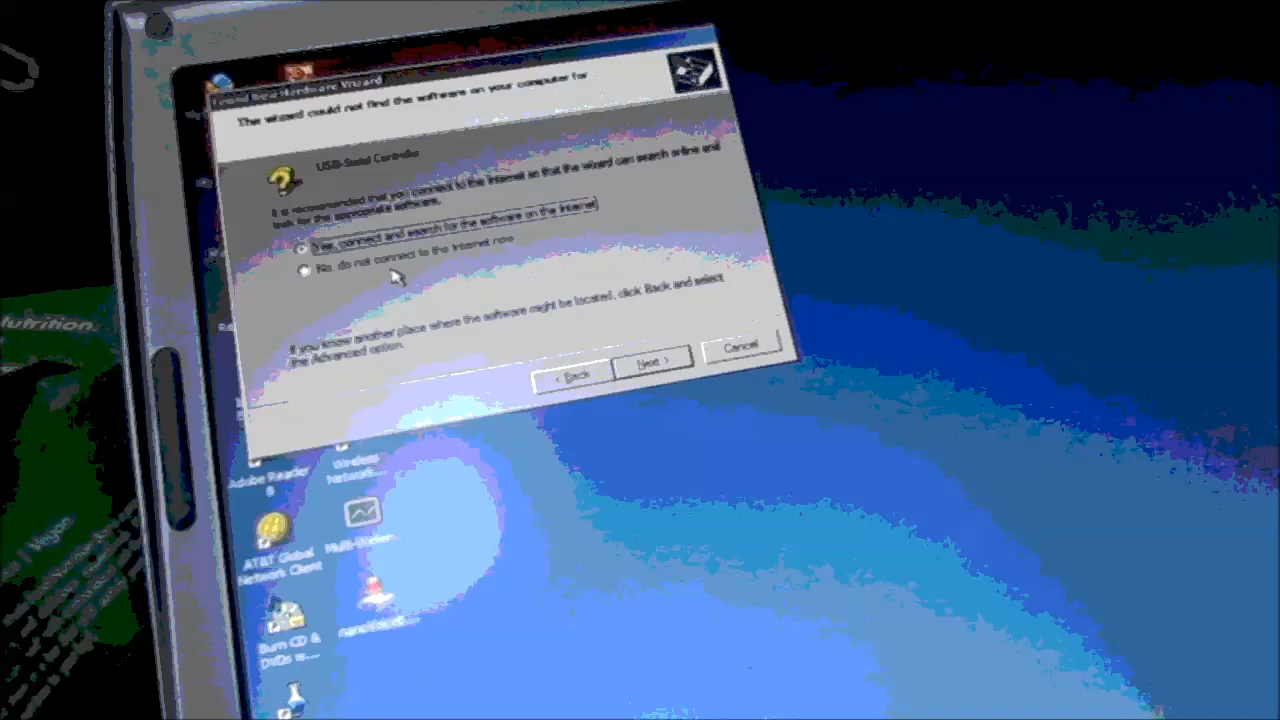 Found New Hardware Wizard
The wizard could not find the software on your computer for
USB-Serial Controller
It is recommended that you connect to the Internet so that the wizard can search online and
look for the appropriate software.
Yes, connect and search for the software on the Internet
No, do not connect to the Internet now
If you know another place where the software might be located, click Back and select
the Advanced option.
< Back
Next >
Cancel
Adobe Reader
Wireless
Network...
AT&T Global
Network Client
Burn CD &
DVDs
Nutrition.
Vegan